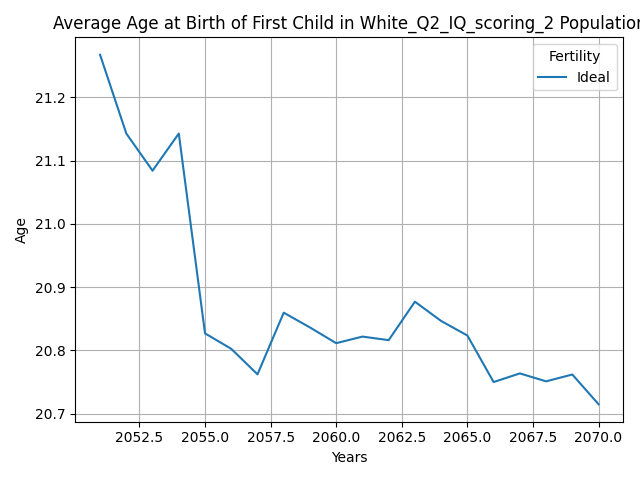 Average Age at Birth of First Child in White_Q2_IQ_scoring_2 Population
Fertility
Ideal
Age
21.2
21.1
21.0
20.9
20.8
20.7
2052.5 2055.0 2057.5 2060.0 2062.5 2065.0 2067.5 2070.0
Years